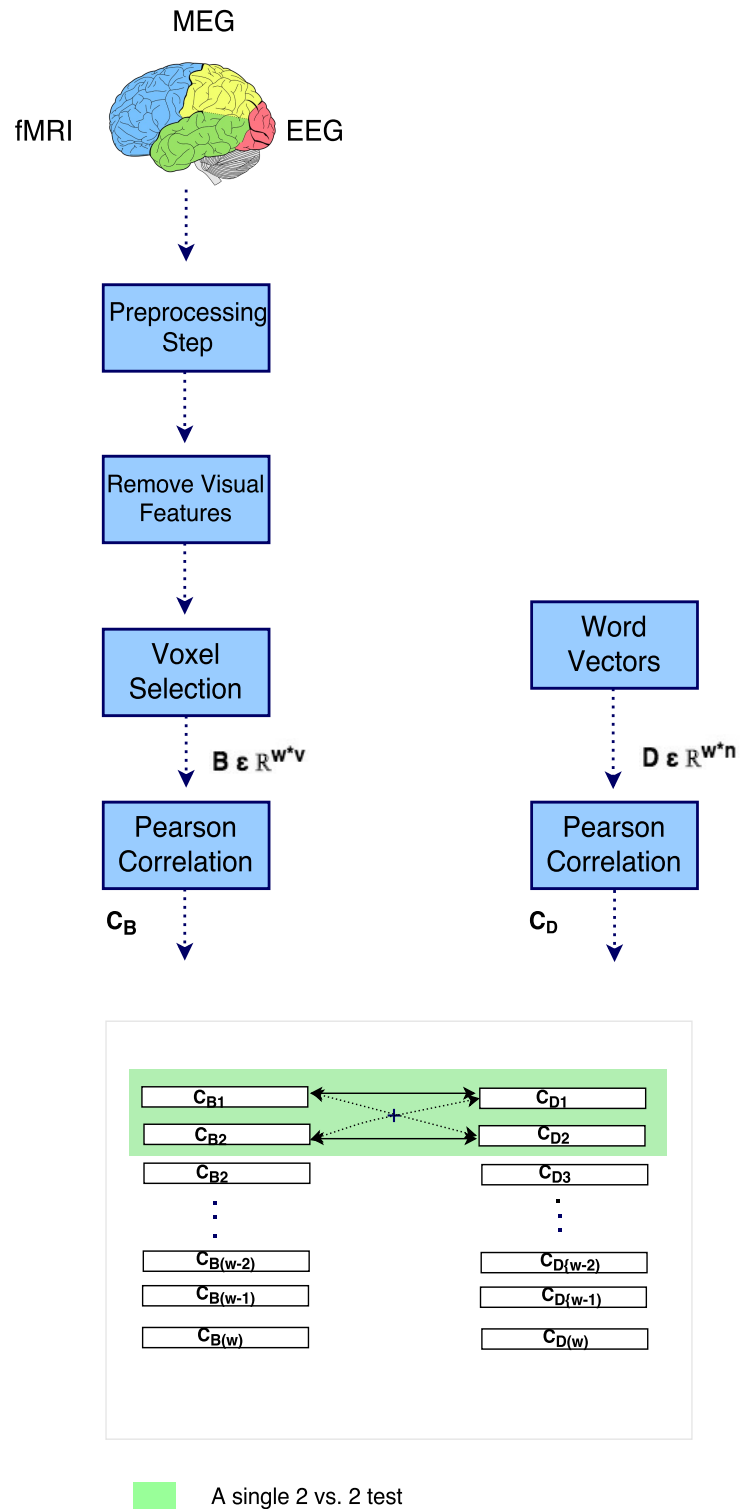 MEG
fMRI
EEG
Preprocessing
Step
Remove Visual
Features
Voxel
Selection
Word
Vectors
B ε ℝw*v
D ε ℝw*n
Pearson
Correlation
Pearson
Correlation
CB
CD
CB1
CD1
CB2
CD2
CB2
CD3
CB(w-2)
CD{w-2)
CB(w-1)
CD{w-1)
CB(w)
CD(w)
A single 2 vs. 2 test